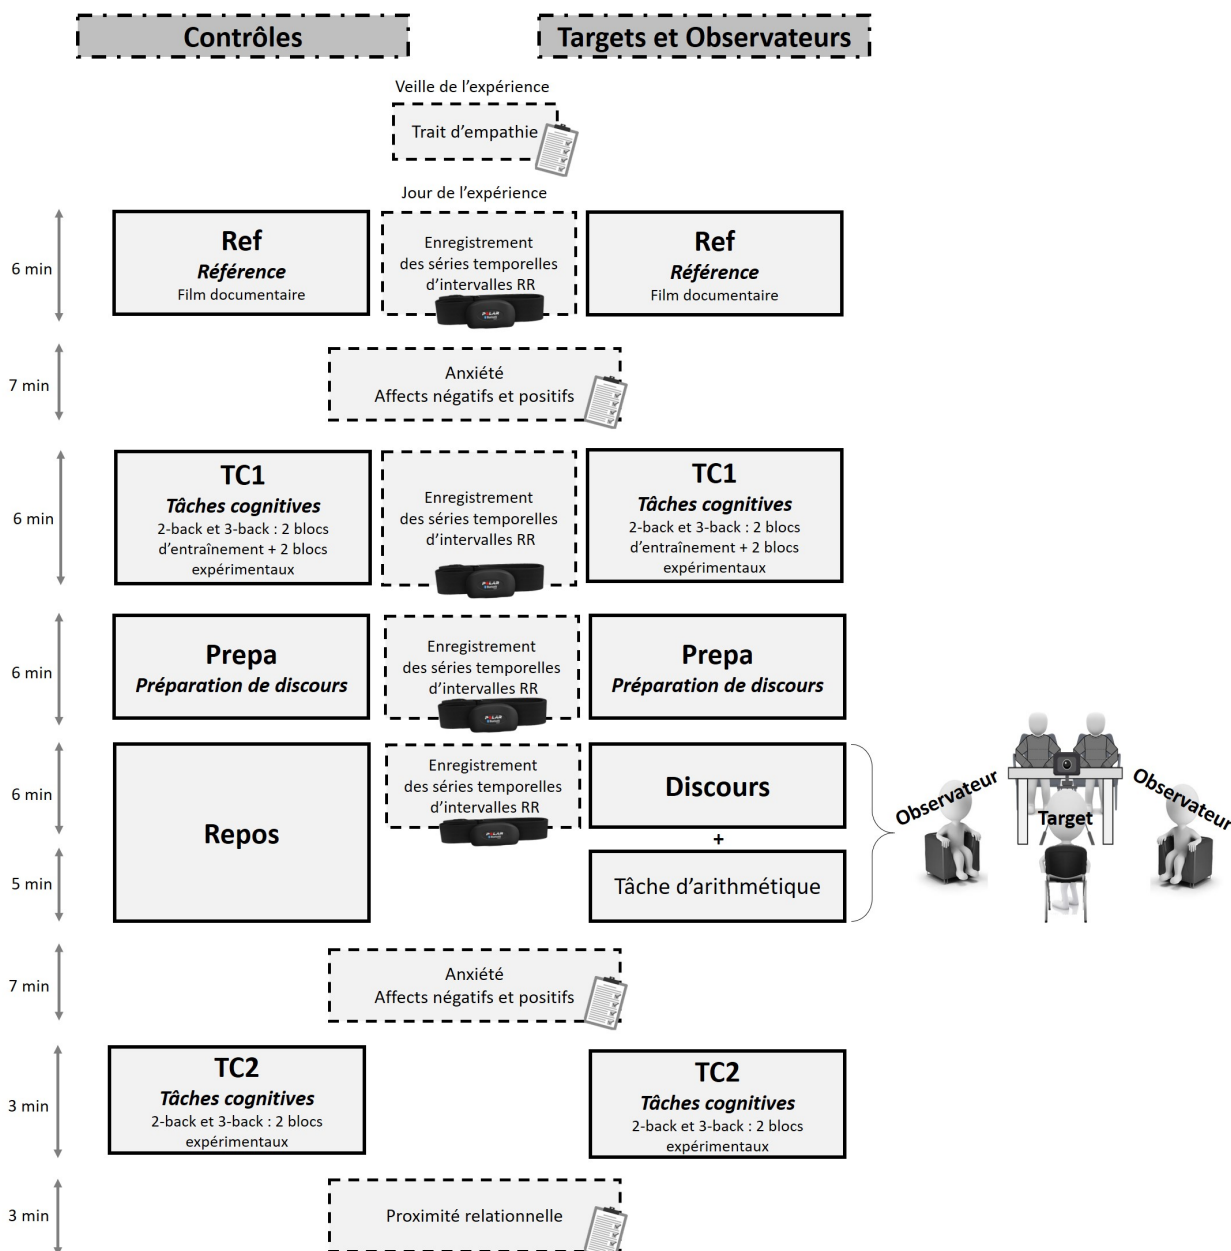 Contrôles
Targets et Observateurs
Veille de l’expérience
Trait d’empathie
Jour de l’expérience
6 min
Ref
Référence
Film documentaire
Enregistrement
des séries temporelles
d’intervalles RR
POLAR
Ref
Référence
Film documentaire
7 min
Anxiété
Affects négatifs et positifs
6 min
TC1
Tâches cognitives
2-back et 3-back : 2 blocs
d’entraînement + 2 blocs
expérimentaux
Enregistrement
des séries temporelles
d’intervalles RR
POLAR
TC1
Tâches cognitives
2-back et 3-back : 2 blocs
d’entraînement + 2 blocs
expérimentaux
6 min
Prepa
Préparation de discours
Enregistrement
des séries temporelles
d’intervalles RR
POLAR
Prepa
Préparation de discours
6 min
5 min
Repos
Enregistrement
des séries temporelles
d’intervalles RR
POLAR
Discours
+
Tâche d’arithmétique
Observateur
Target
Observateur
7 min
Anxiété
Affects négatifs et positifs
3 min
TC2
Tâches cognitives
2-back et 3-back : 2 blocs
expérimentaux
TC2
Tâches cognitives
2-back et 3-back : 2 blocs
expérimentaux
3 min
Proximité relationnelle